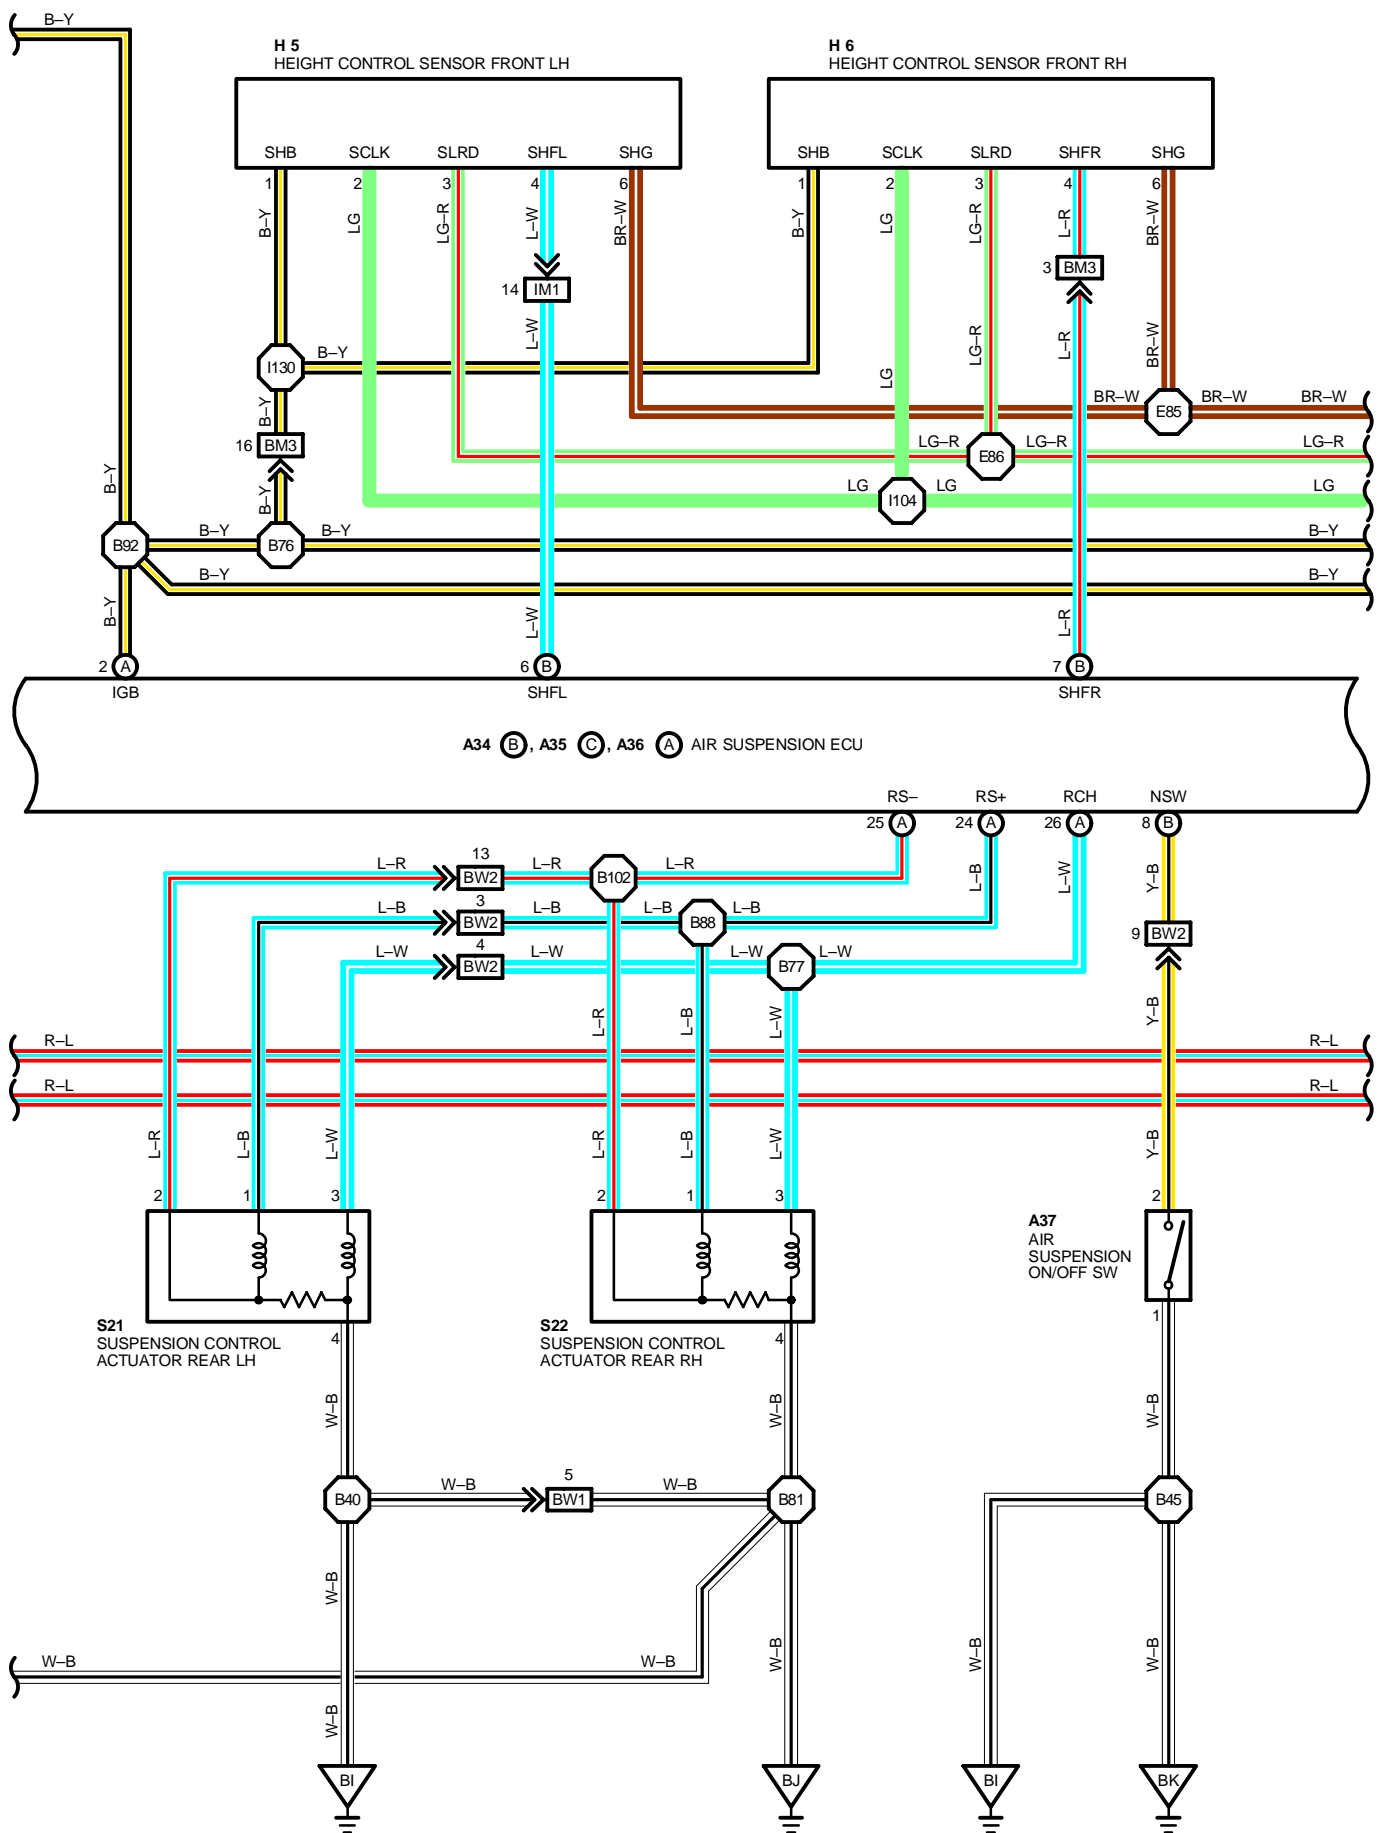 B–Y
H 5
HEIGHT CONTROL SENSOR FRONT LH
H 6
HEIGHT CONTROL SENSOR FRONT RH
SHB SCLK SLRD SHFL SHG
SHB SCLK SLRD SHFR SHG
1 2 3 4 6
1 2 3 4 6
B–Y LG LG–R L–W BR–W
B–Y LG LG–R L–R BR–W
3 BM3
14 IM1
L–W
LG–R L–R BR–W
I130 B–Y
LG
B–Y
BR–W E85 BR–W BR–W
16 BM3
LG–R E86 LG–R LG–R
B–Y
B–Y
LG I104 LG LG
B92 B–Y B76 B–Y B–Y
B–Y B–Y
B–Y L–W L–R
2 A 6 B 7 B
IGB SHFL SHFR
A34 B , A35 C , A36 A AIR SUSPENSION ECU
RS– RS+ RCH NSW
25 A 24 A 26 A 8 B
13
L–R BW2 L–R B102 L–R
L–B L–W Y–B
3
L–B BW2 L–B L–B B88 L–B
9 BW2
4
L–W BW2 L–W L–W B77 L–W
L–R L–B L–W Y–B
R–L R–L
R–L R–L
L–R L–B L–W L–R L–B L–W Y–B
2 1 3 2 1 3 2
A37
AIR
SUSPENSION
ON/OFF SW
1
S21
SUSPENSION CONTROL
ACTUATOR REAR LH
4
S22
SUSPENSION CONTROL
ACTUATOR REAR RH
4
W–B W–B W–B
5
B40 W–B BW1 W–B B81 B45
W–B
W–B W–B
W–B W–B W–B
W–B
BI BJ BI BK